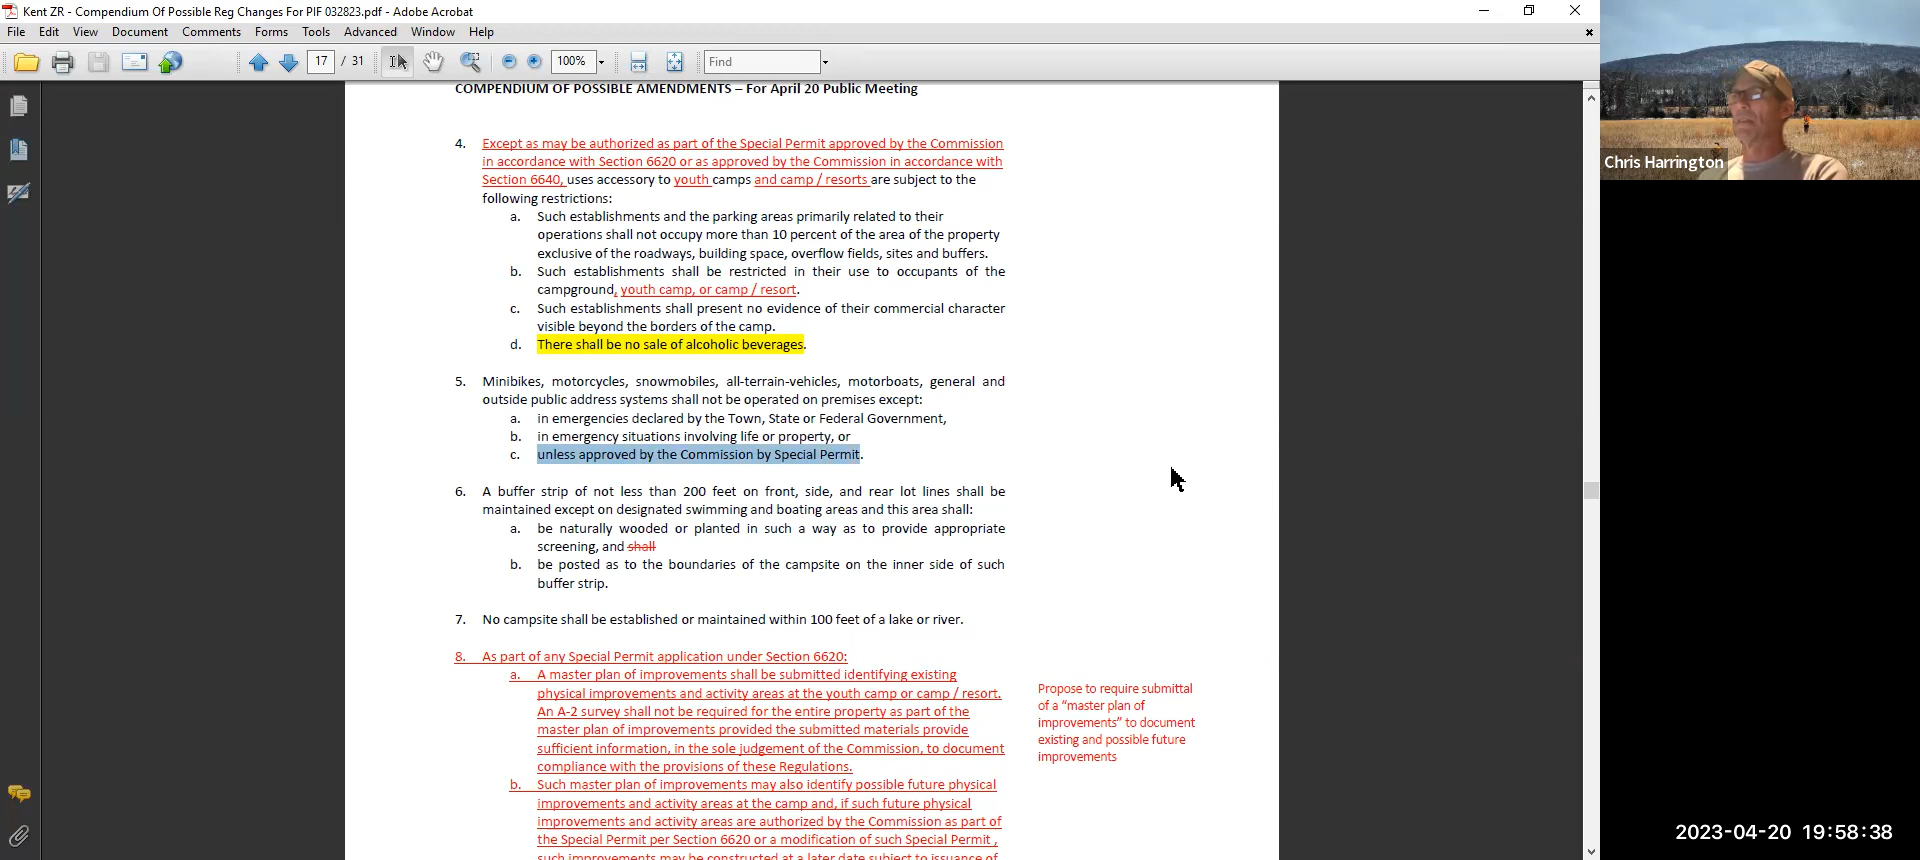 Kent ZR - Compendium Of Possible Reg Changes For PIF 032823.pdf - Adobe Acrobat
File Edit View Document Comments Forms Tools Advanced Window Help
17 / 31 100% Find
COMPENDIUM OF POSSIBLE AMENDMENTS – For April 20 Public Meeting
4. Except as may be authorized as part of the Special Permit approved by the Commission
in accordance with Section 6620 or as approved by the Commission in accordance with
Section 6640, uses accessory to youth camps and camp / resorts are subject to the
following restrictions:
a. Such establishments and the parking areas primarily related to their
operations shall not occupy more than 10 percent of the area of the property
exclusive of the roadways, building space, overflow fields, sites and buffers.
b. Such establishments shall be restricted in their use to occupants of the
campground, youth camp, or camp / resort.
c. Such establishments shall present no evidence of their commercial character
visible beyond the borders of the camp.
d. There shall be no sale of alcoholic beverages.
5. Minibikes, motorcycles, snowmobiles, all-terrain-vehicles, motorboats, general and
outside public address systems shall not be operated on premises except:
a. in emergencies declared by the Town, State or Federal Government,
b. in emergency situations involving life or property, or
c. unless approved by the Commission by Special Permit.
6. A buffer strip of not less than 200 feet on front, side, and rear lot lines shall be
maintained except on designated swimming and boating areas and this area shall:
a. be naturally wooded or planted in such a way as to provide appropriate
screening, and shall
b. be posted as to the boundaries of the campsite on the inner side of such
buffer strip.
7. No campsite shall be established or maintained within 100 feet of a lake or river.
8. As part of any Special Permit application under Section 6620:
a. A master plan of improvements shall be submitted identifying existing
physical improvements and activity areas at the youth camp or camp / resort.
An A-2 survey shall not be required for the entire property as part of the
master plan of improvements provided the submitted materials provide
sufficient information, in the sole judgement of the Commission, to document
compliance with the provisions of these Regulations.
b. Such master plan of improvements may also identify possible future physical
improvements and activity areas at the camp and, if such future physical
improvements and activity areas are authorized by the Commission as part of
the Special Permit per Section 6620 or a modification of such Special Permit ,
such improvements may be constructed at a later date subject to issuance of
Propose to require submittal
of a “master plan of
improvements” to document
existing and possible future
improvements
Chris Harrington
2023-04-20 19:58:38